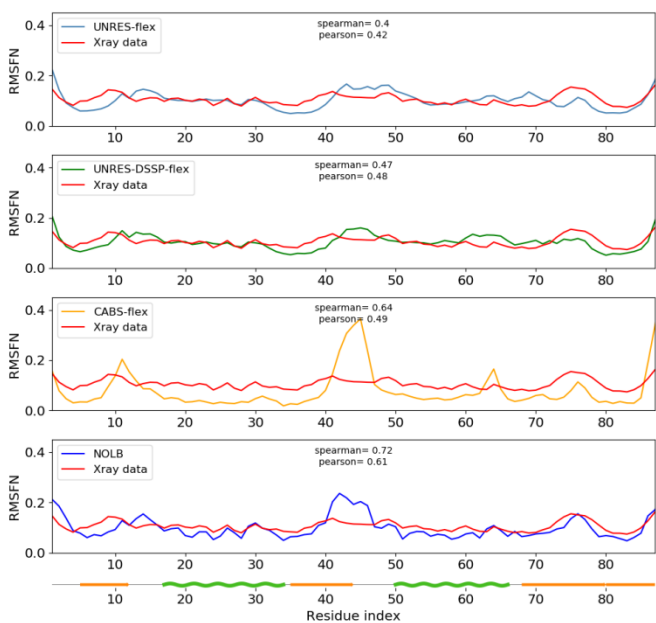 UNRES-flex
Xray data
spearman= 0.4
pearson= 0.42
RMSFN
0.4
0.2
0.0
10 20 30 40 50 60 70 80
UNRES-DSSP-flex
Xray data
spearman= 0.47
pearson= 0.48
RMSFN
0.4
0.2
0.0
10 20 30 40 50 60 70 80
CABS-flex
Xray data
spearman= 0.64
pearson= 0.49
RMSFN
0.4
0.2
0.0
10 20 30 40 50 60 70 80
NOLB
Xray data
spearman= 0.72
pearson= 0.61
RMSFN
0.4
0.2
0.0
10 20 30 40 50 60 70 80
Residue index